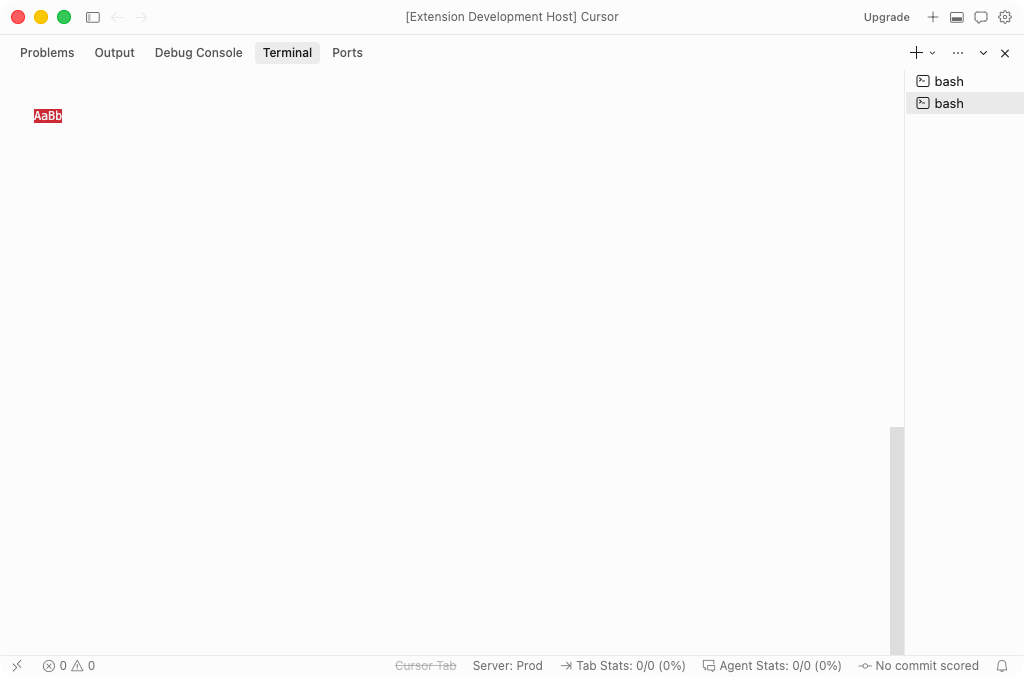 [Extension Development Host] Cursor
Upgrade
Problems Output Debug Console Terminal Ports
bash
bash
AaBb
0 0 Cursor Tab Server: Prod Tab Stats: 0/0 (0%) Agent Stats: 0/0 (0%) No commit scored